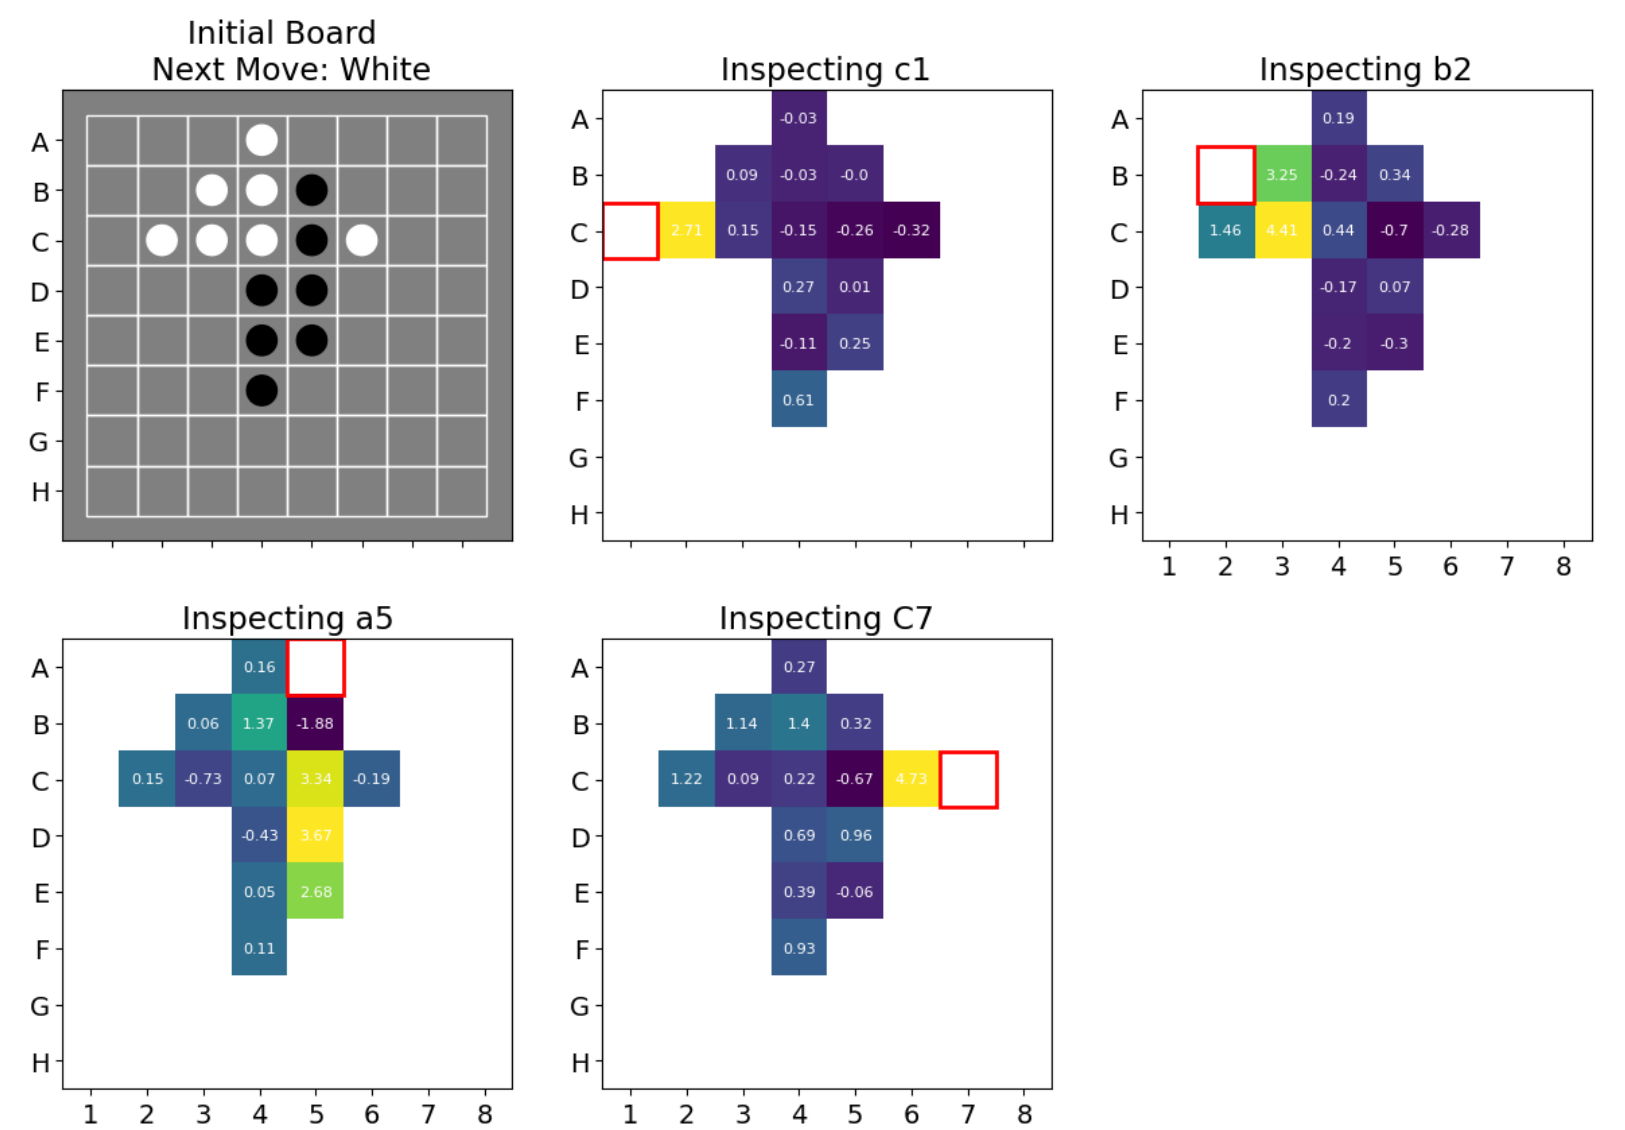 Initial Board
Next Move: White
A
B
C
D
E
F
G
H
Inspecting c1
A -0.03
B 0.09 -0.03 -0.0
C 2.71 0.15 -0.15 -0.26 -0.32
D 0.27 0.01
E -0.11 0.25
F 0.61
G
H
Inspecting b2
A 0.19
B 3.25 -0.24 0.34
C 1.46 4.41 0.44 -0.7 -0.28
D -0.17 0.07
E -0.2 -0.3
F 0.2
G
H
1 2 3 4 5 6 7 8
Inspecting a5
A 0.16
B 0.06 1.37 -1.88
C 0.15 -0.73 0.07 3.34 -0.19
D -0.43 3.67
E 0.05 2.68
F 0.11
G
H
1 2 3 4 5 6 7 8
Inspecting C7
A 0.27
B 1.14 1.4 0.32
C 1.22 0.09 0.22 -0.67 4.73
D 0.69 0.96
E 0.39 -0.06
F 0.93
G
H
1 2 3 4 5 6 7 8